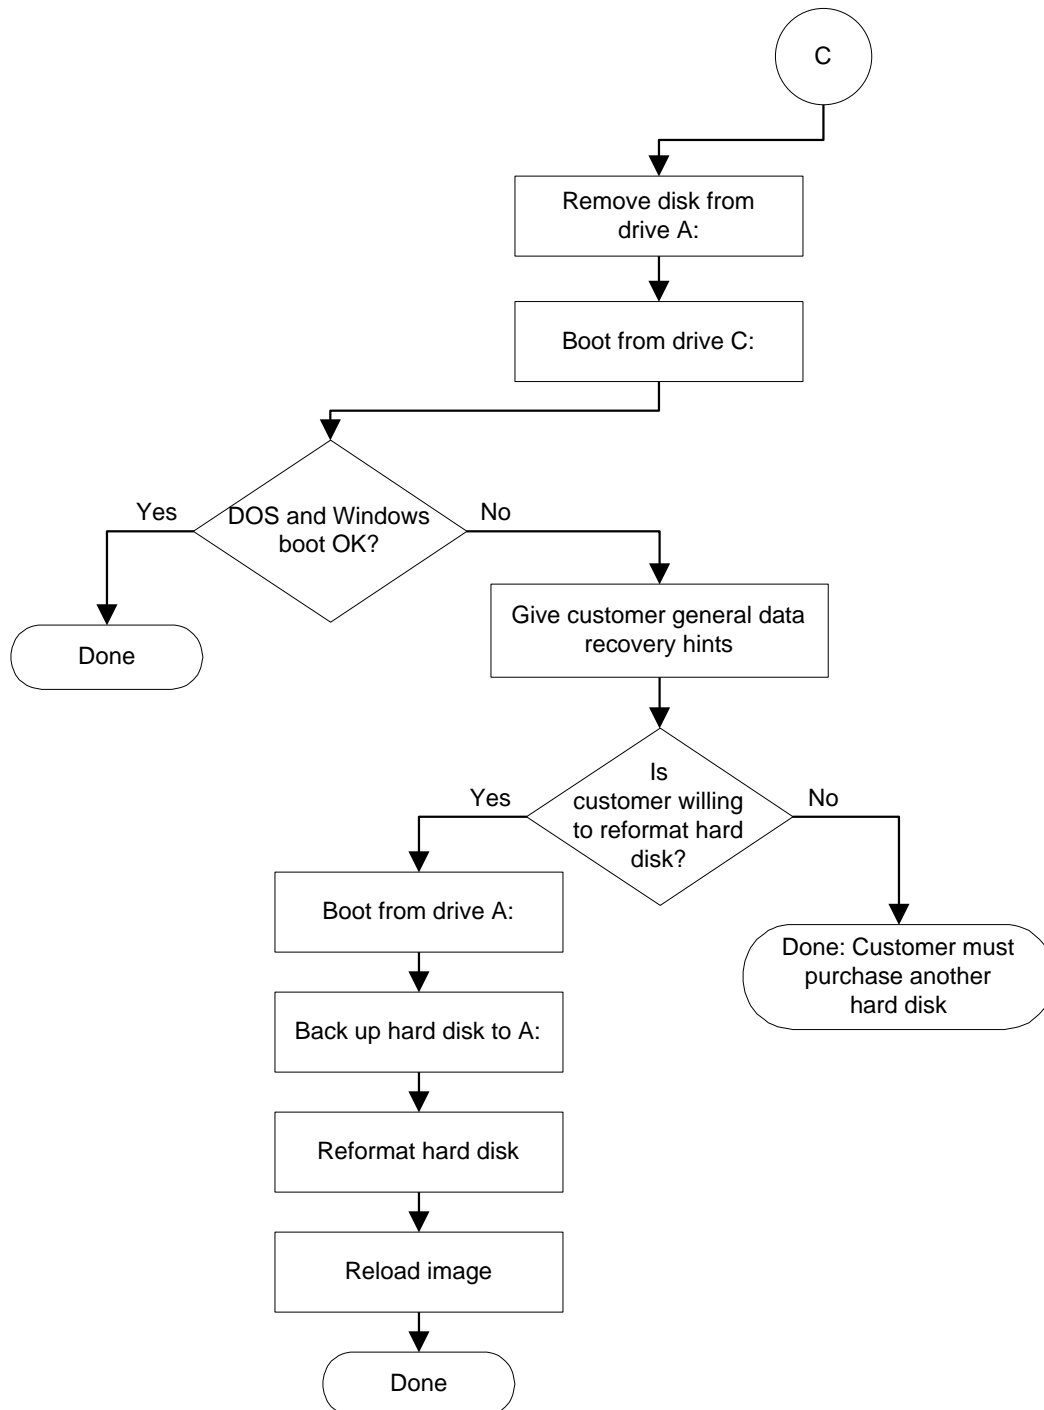 C
Remove disk from
drive A:
Boot from drive C:
Yes
DOS and Windows
boot OK?
No
Done
Give customer general data
recovery hints
Yes
Is
customer willing
to reformat hard
disk?
No
Boot from drive A:
Done: Customer must
purchase another
hard disk
Back up hard disk to A:
Reformat hard disk
Reload image
Done